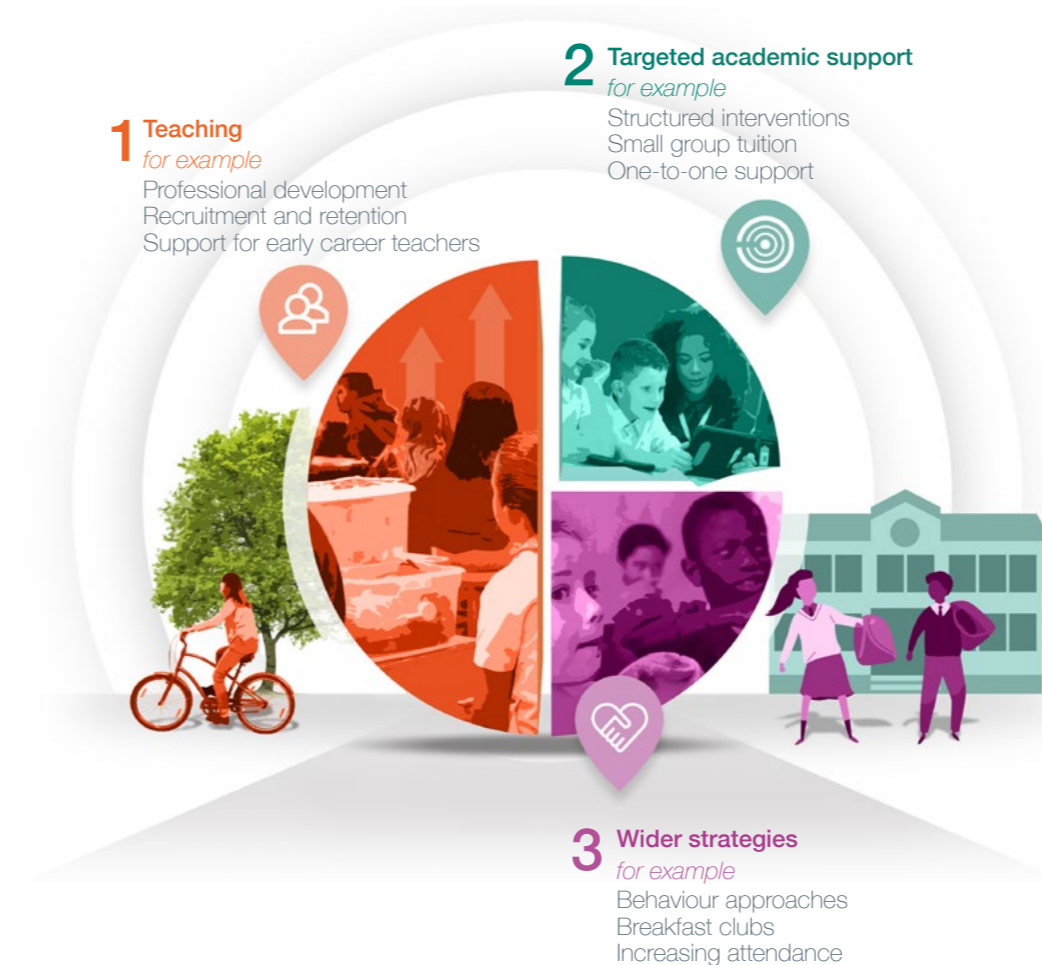 1 Teaching
for example
Professional development
Recruitment and retention
Support for early career teachers
2 Targeted academic support
for example
Structured interventions
Small group tuition
One-to-one support
3 Wider strategies
for example
Behaviour approaches
Breakfast clubs
Increasing attendance